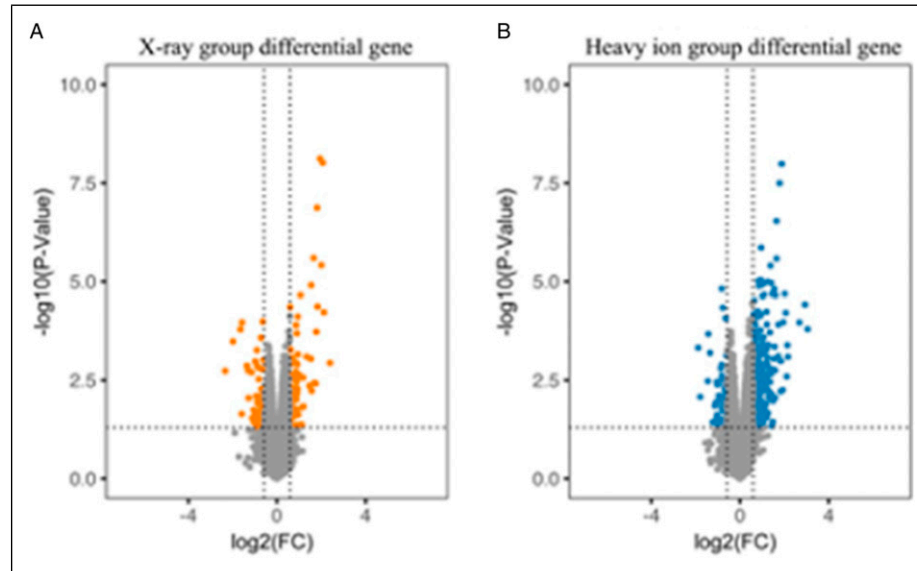 A
X-ray group differential gene
10.0
7.5
5.0
2.5
0.0
-log10(P-Value)
-4
0
4
log2(FC)
B
Heavy ion group differential gene
10.0
7.5
5.0
2.5
0.0
-log10(P-Value)
-4
0
4
log2(FC)